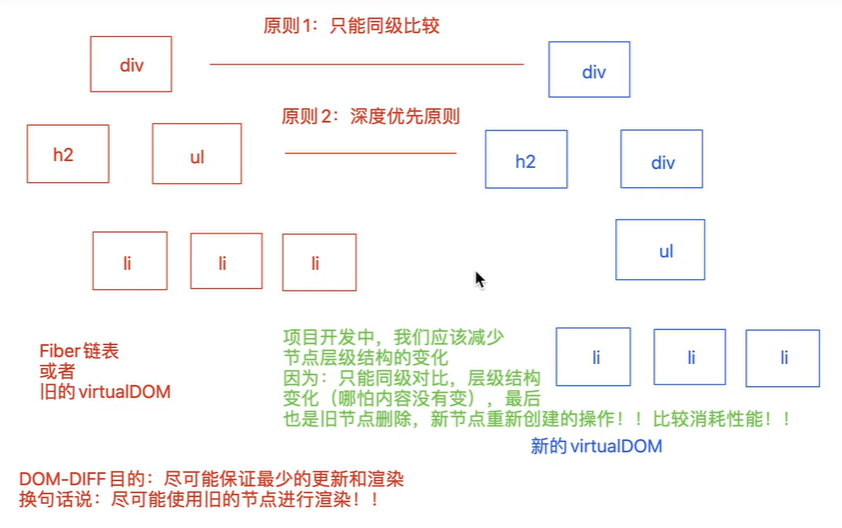 原则1：只能同级比较
div
div
原则2：深度优先原则
h2
ul
h2
div
ul
li
li
li
项目开发中，我们应该减少
节点层级结构的变化
因为：只能同级对比，层级结构
变化（哪怕内容没有变），最后
也是旧节点删除，新节点重新创建的操作！！比较消耗性能！！
Fiber链表
或者
旧的virtualDOM
li
li
li
新的virtualDOM
DOM-DIFF目的：尽可能保证最少的更新和渲染
换句话说：尽可能使用旧的节点进行渲染！！